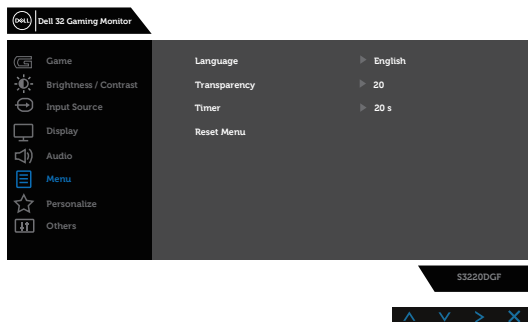 DELL Dell 32 Gaming Monitor
Game
Brightness / Contrast
Input Source
Display
Audio
Menu
Personalize
Others
Language English
Transparency 20
Timer 20 s
Reset Menu
S3220DGF